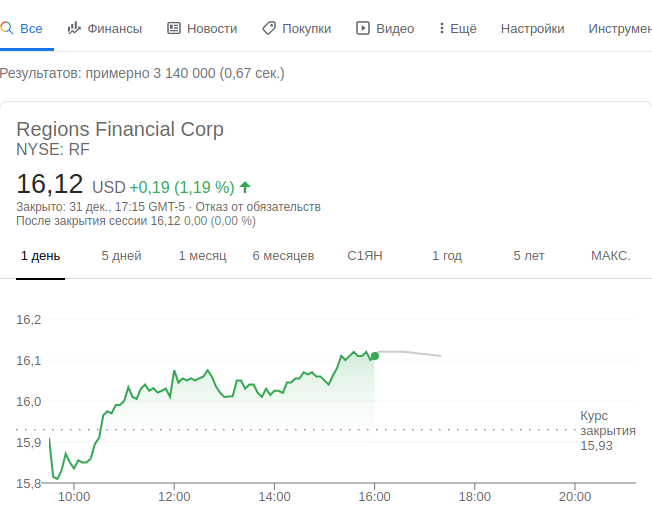 Все Финансы Новости Покупки Видео Ещё Настройки Инструмен
Результатов: примерно 3 140 000 (0,67 сек.)
Regions Financial Corp
NYSE: RF
16,12 USD +0,19 (1,19 %)
Закрыто: 31 дек., 17:15 GMT-5 · Отказ от обязательств
После закрытия сессии 16,12 0,00 (0,00 %)
1 день 5 дней 1 месяц 6 месяцев С1ЯН 1 год 5 лет МАКС.
16,2
16,1
16,0
15,9
15,8
Курс
закрытия
15,93
10:00 12:00 14:00 16:00 18:00 20:00